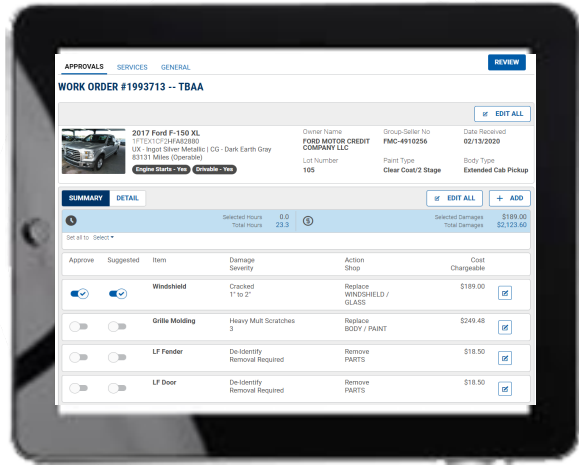 APPROVALS SERVICES GENERAL REVIEW
WORK ORDER #1993713 -- TBAA
EDIT ALL
2017 Ford F-150 XL
1FTEX1CF2HFA82880
UX - Ingot Silver Metallic | CG - Dark Earth Gray
83131 Miles (Operable)
Engine Starts - Yes Drivable - Yes
Owner Name Group-Seller No Date Received
FORD MOTOR CREDIT FMC-4910256 02/13/2020
COMPANY LLC
Lot Number Paint Type Body Type
105 Clear Coat/2 Stage Extended Cab Pickup
SUMMARY DETAIL EDIT ALL + ADD
Selected Hours 0.0 Selected Damages $189.00
Total Hours 23.3 Total Damages $2,123.60
Set all to Select
Approve Suggested Item Damage Action Cost
Severity Shop Chargeable
Windshield Cracked Replace $189.00
1" to 2" WINDSHIELD /
GLASS
Grille Molding Heavy Mutt Scratches Replace $249.48
3 BODY / PAINT
LF Fender De-Identify Remove $18.50
Removal Required PARTS
LF Door De-Identify Remove $18.50
Removal Required PARTS